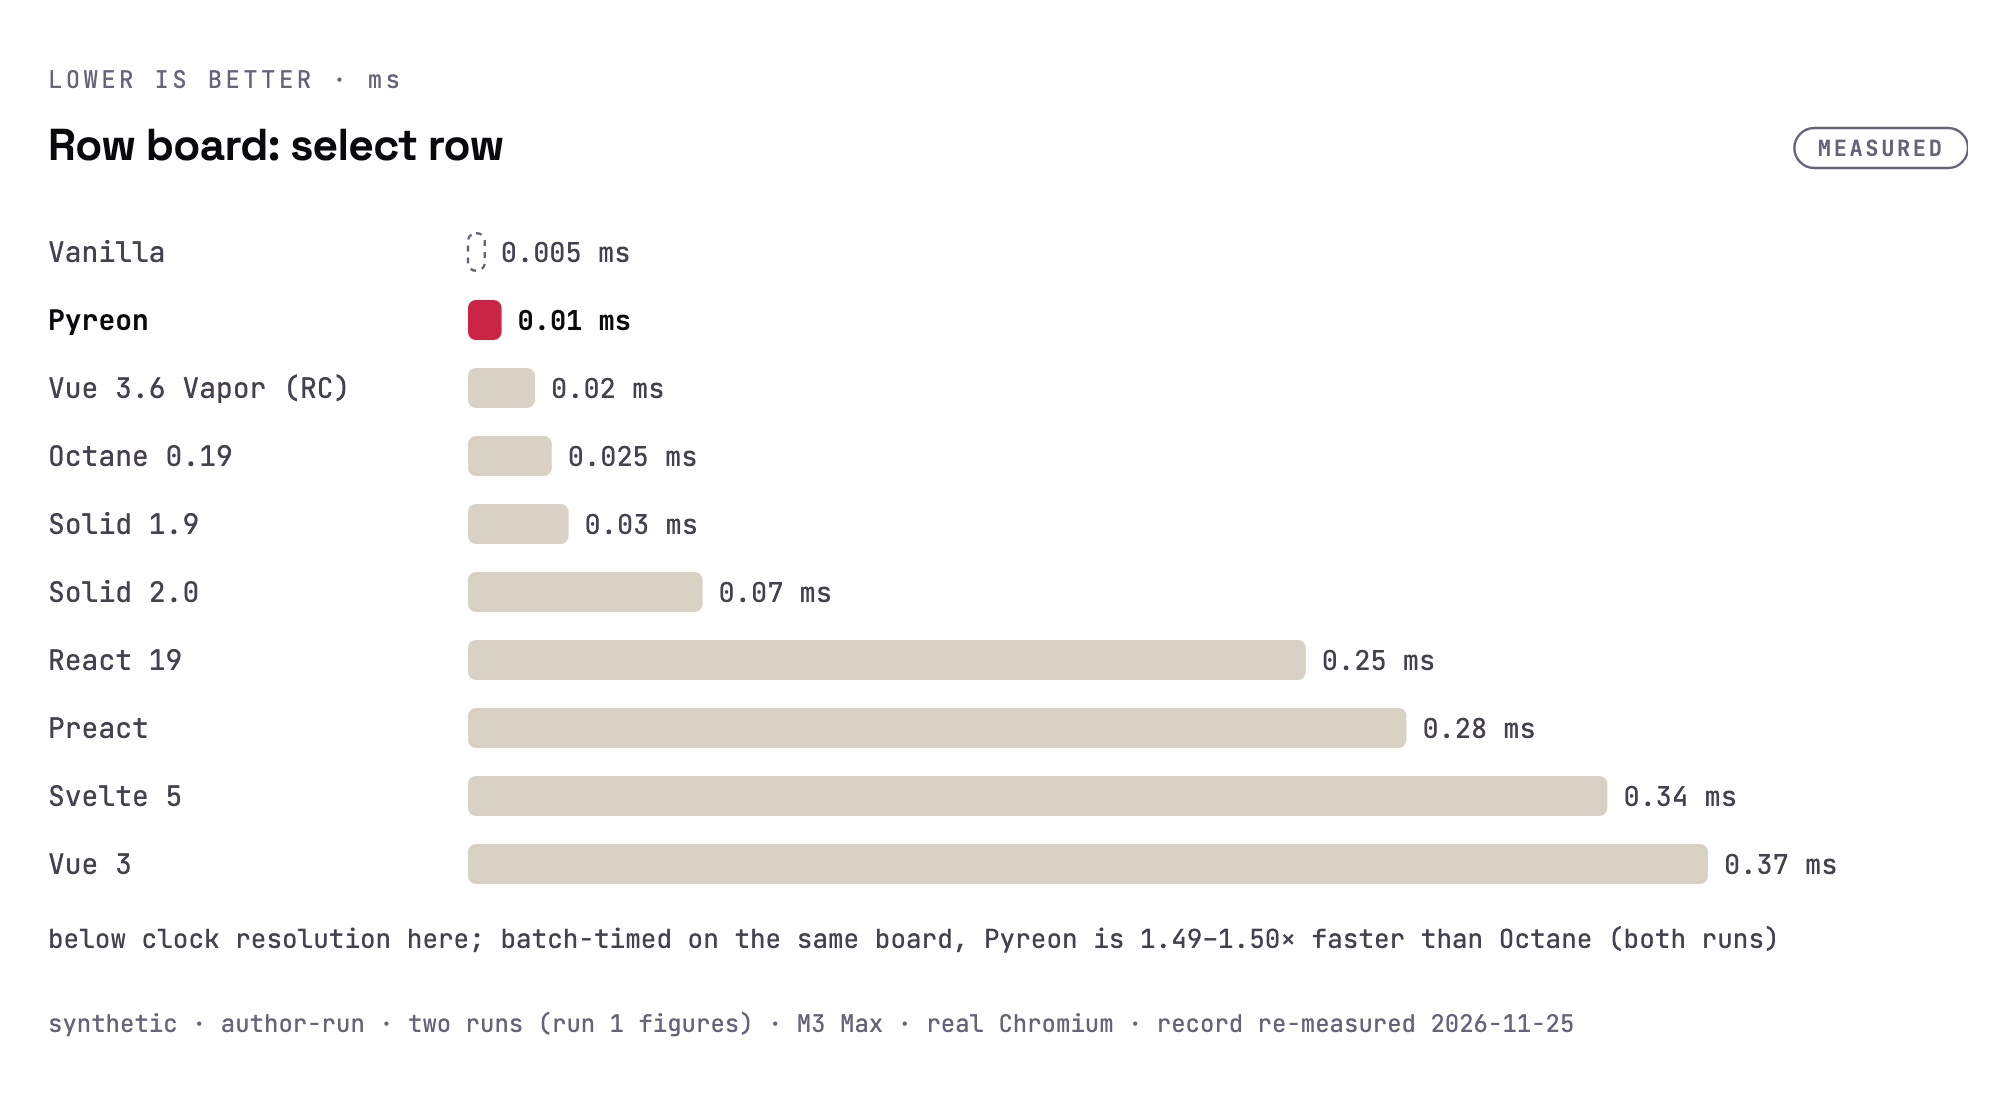 LOWER IS BETTER · ms
Row board: select row
MEASURED
Vanilla 0.005 ms
Pyreon 0.01 ms
Vue 3.6 Vapor (RC) 0.02 ms
Octane 0.19 0.025 ms
Solid 1.9 0.03 ms
Solid 2.0 0.07 ms
React 19 0.25 ms
Preact 0.28 ms
Svelte 5 0.34 ms
Vue 3 0.37 ms
below clock resolution here; batch-timed on the same board, Pyreon is 1.49–1.50× faster than Octane (both runs)
synthetic · author-run · two runs (run 1 figures) · M3 Max · real Chromium · record re-measured 2026-11-25